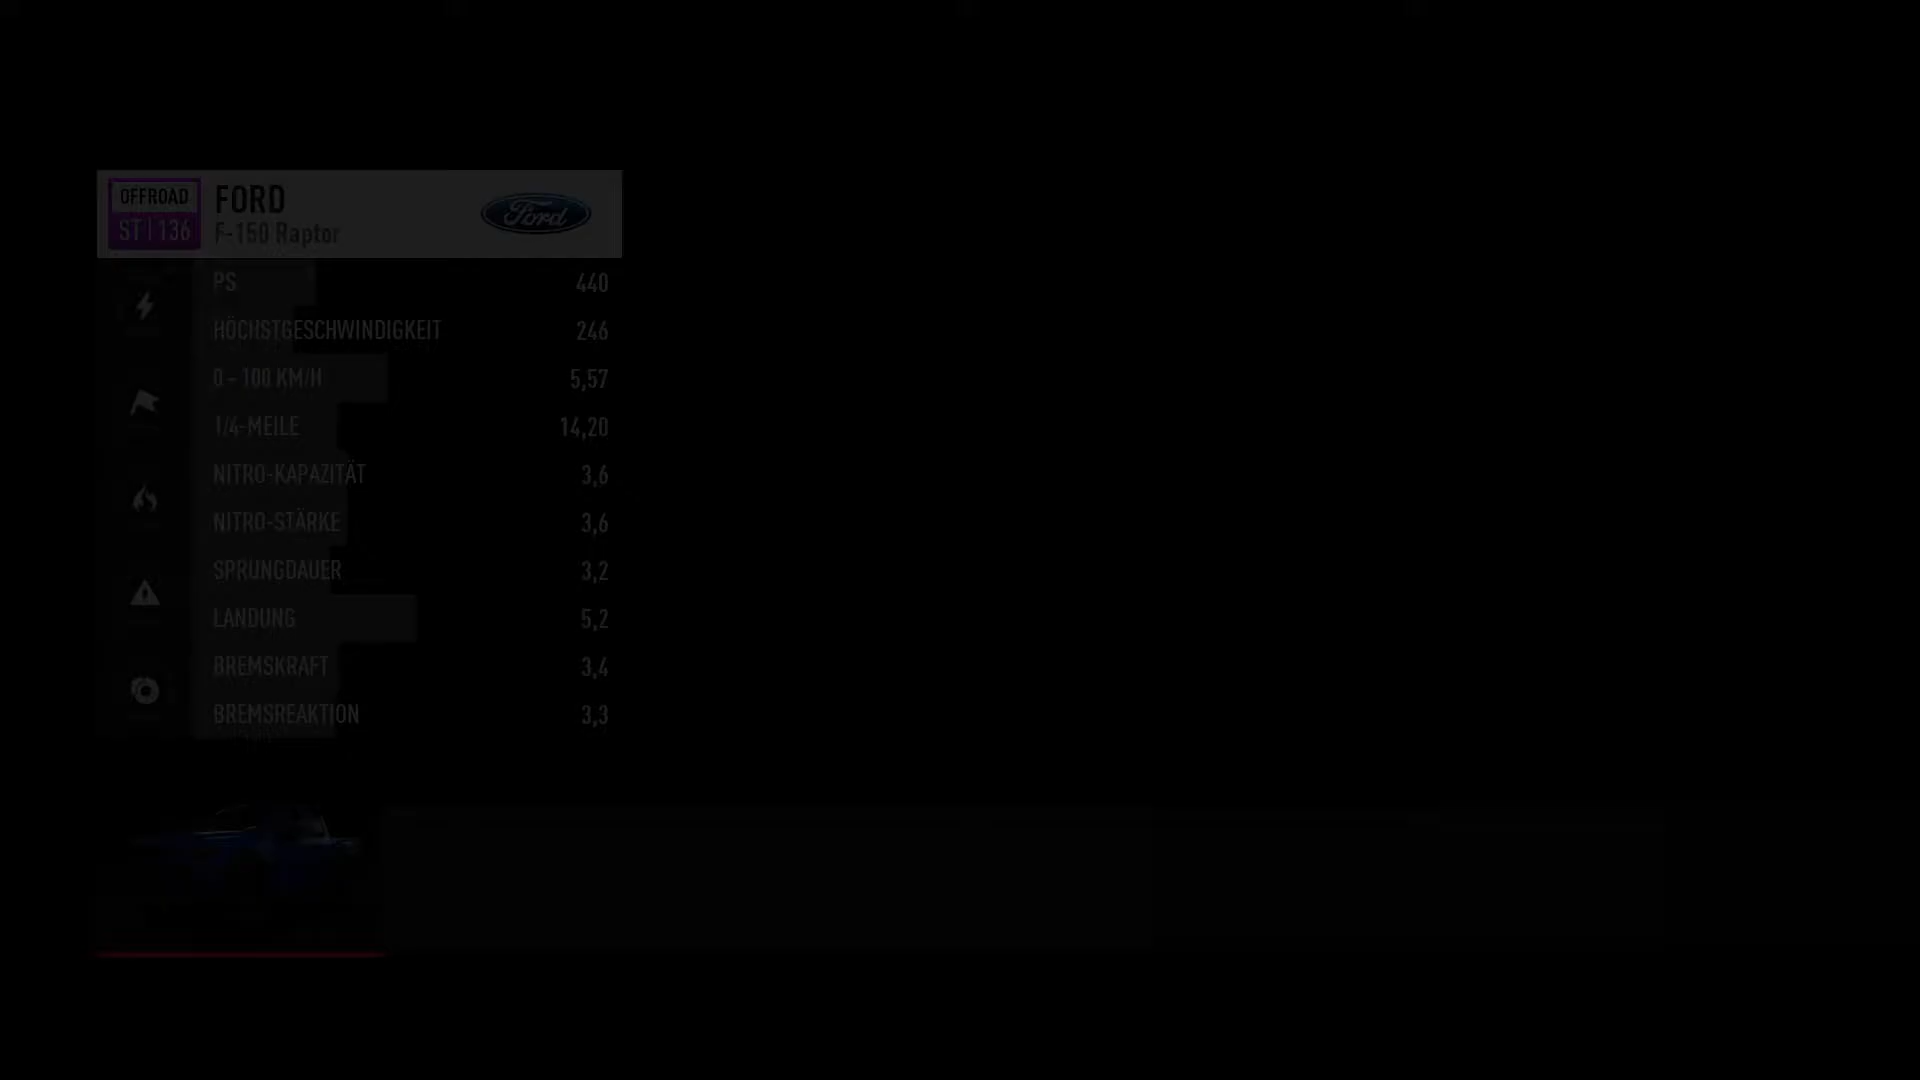 OFFROAD
ST | 136
FORD
F-150 Raptor
Ford
PS 440
HÖCHSTGESCHWINDIGKEIT 246
0 - 100 KM/H 5,57
1/4-MEILE 14,20
NITRO-KAPAZITÄT 3,6
NITRO-STÄRKE 3,6
SPRUNGDAUER 3,2
LANDUNG 5,2
BREMSKRAFT 3,4
BREMSREAKTION 3,3